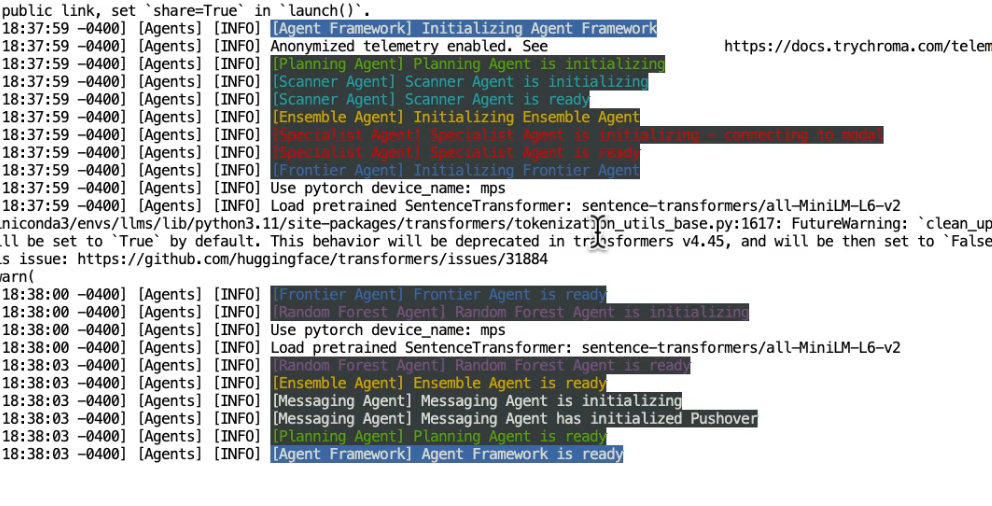 public link, set `share=True` in `launch()`.
18:37:59 -0400] [Agents] [INFO] [Agent Framework] Initializing Agent Framework
18:37:59 -0400] [Agents] [INFO] Anonymized telemetry enabled. See https://docs.trychroma.com/telem
18:37:59 -0400] [Agents] [INFO] [Planning Agent] Planning Agent is initializing
18:37:59 -0400] [Agents] [INFO] [Scanner Agent] Scanner Agent is initializing
18:37:59 -0400] [Agents] [INFO] [Scanner Agent] Scanner Agent is ready
18:37:59 -0400] [Agents] [INFO] [Ensemble Agent] Initializing Ensemble Agent
18:37:59 -0400] [Agents] [INFO] [Specialist Agent] Specialist Agent is initializing - connecting to modal
18:37:59 -0400] [Agents] [INFO] [Specialist Agent] Specialist Agent is ready
18:37:59 -0400] [Agents] [INFO] [Frontier Agent] Initializing Frontier Agent
18:37:59 -0400] [Agents] [INFO] Use pytorch device_name: mps
18:37:59 -0400] [Agents] [INFO] Load pretrained SentenceTransformer: sentence-transformers/all-MiniLM-L6-v2
niconda3/envs/llms/lib/python3.11/site-packages/transformers/tokenization_utils_base.py:1617: FutureWarning: `clean_up
ll be set to `True` by default. This behavior will be deprecated in transformers v4.45, and will be then set to `False
s issue: https://github.com/huggingface/transformers/issues/31884
arn(
18:38:00 -0400] [Agents] [INFO] [Frontier Agent] Frontier Agent is ready
18:38:00 -0400] [Agents] [INFO] [Random Forest Agent] Random Forest Agent is initializing
18:38:00 -0400] [Agents] [INFO] Use pytorch device_name: mps
18:38:00 -0400] [Agents] [INFO] Load pretrained SentenceTransformer: sentence-transformers/all-MiniLM-L6-v2
18:38:03 -0400] [Agents] [INFO] [Random Forest Agent] Random Forest Agent is ready
18:38:03 -0400] [Agents] [INFO] [Ensemble Agent] Ensemble Agent is ready
18:38:03 -0400] [Agents] [INFO] [Messaging Agent] Messaging Agent is initializing
18:38:03 -0400] [Agents] [INFO] [Messaging Agent] Messaging Agent has initialized Pushover
18:38:03 -0400] [Agents] [INFO] [Planning Agent] Planning Agent is ready
18:38:03 -0400] [Agents] [INFO] [Agent Framework] Agent Framework is ready